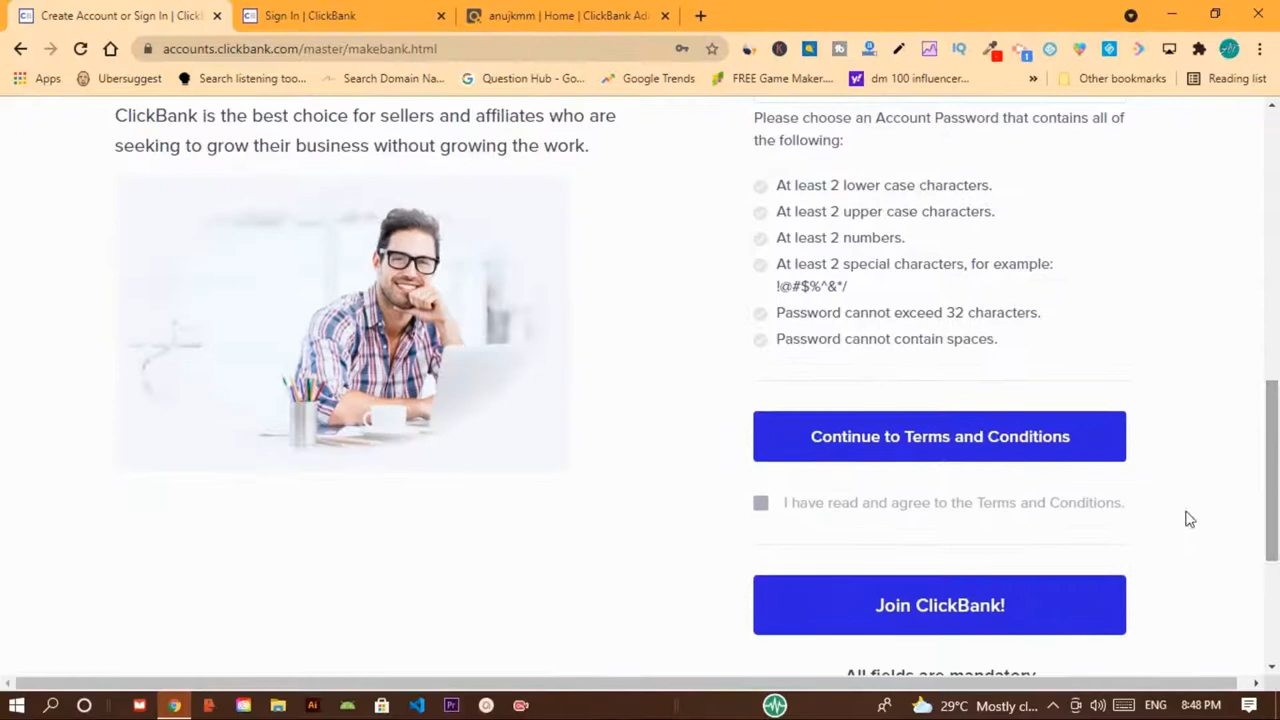 Create Account or Sign In | Click
Sign In | ClickBank
anujkmm | Home | ClickBank Ad
accounts.clickbank.com/master/makebank.html
Apps
Ubersuggest
Search listening too...
Search Domain Na...
Question Hub - Go...
Google Trends
FREE Game Maker....
dm 100 influencer...
»
Other bookmarks
Reading list
ClickBank is the best choice for sellers and affiliates who are
seeking to grow their business without growing the work.
Please choose an Account Password that contains all of
the following:
At least 2 lower case characters.
At least 2 upper case characters.
At least 2 numbers.
At least 2 special characters, for example:
!@#$%^&*/
Password cannot exceed 32 characters.
Password cannot contain spaces.
Continue to Terms and Conditions
I have read and agree to the Terms and Conditions.
Join ClickBank!
All fields are mandatory
29°C Mostly cl...
ENG
8:48 PM